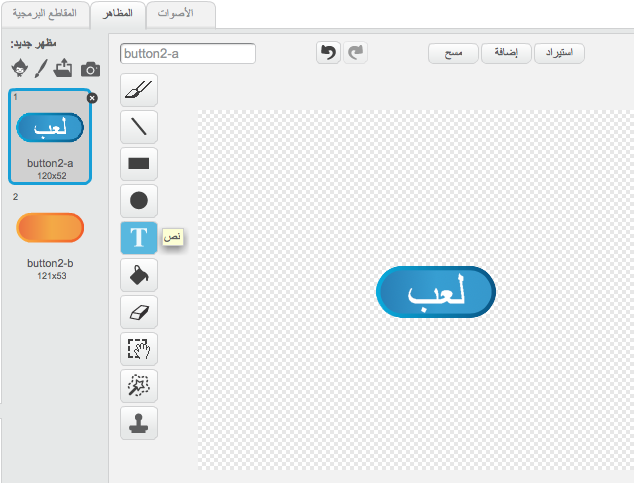 الأصوات
المظاهر
المقاطع البرمجية
مظهر جديد:
button2-a
مسح
إضافة
استيراد
1
لعب
button2-a
120x52
2
button2-b
121x53
T
نص
لعب